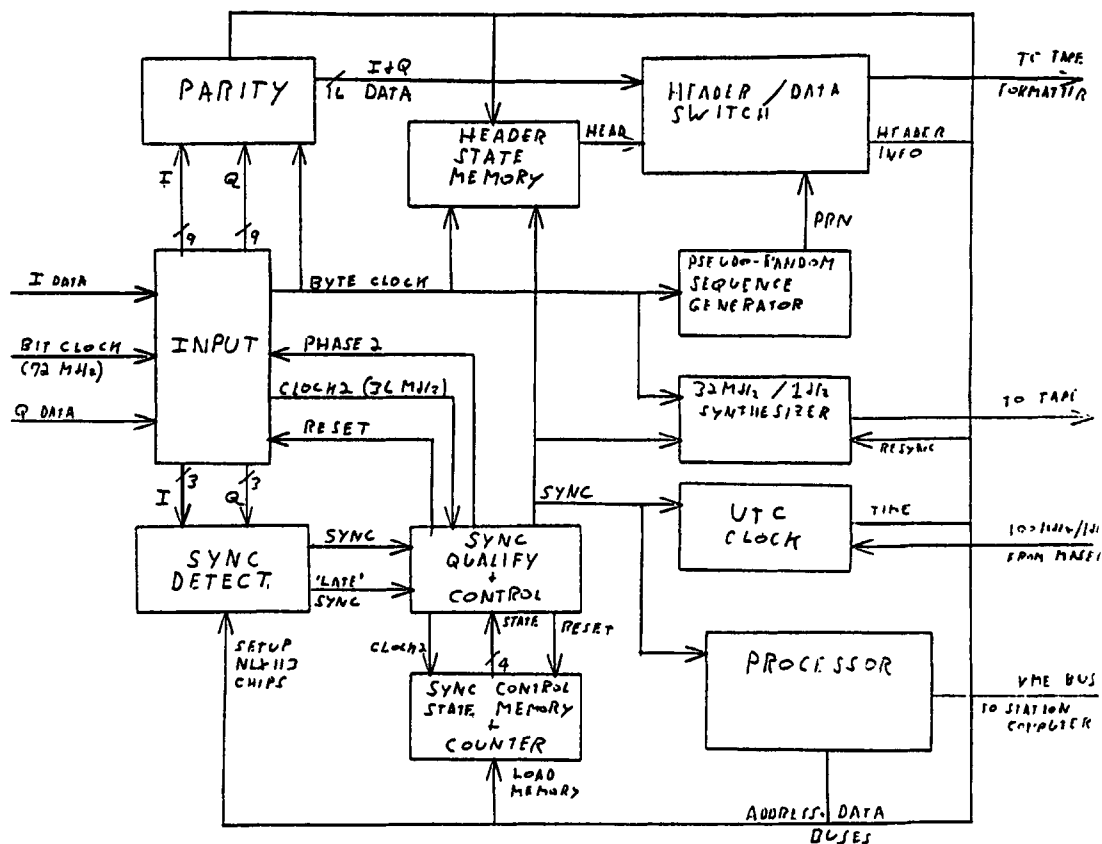 PARITY
I+Q
16 DATA
HEADER / DATA
SWITCH
TO TAPE
FORMATTER
HEADER
INFO
HEADER
STATE
MEMORY
HEAD
I
Q
9
9
PRN
I DATA
BIT CLOCK
(72 MHz)
Q DATA
INPUT
BYTE CLOCK
PSEUDO-RANDOM
SEQUENCE
GENERATOR
PHASE 2
CLOCK2 (36 MHz)
RESET
32MHz / 1Hz
SYNTHESIZER
TO TAPE
RESYNC
3
3
I
Q
SYNC
UTC
CLOCK
TIME
FROM MASER
SYNC
DETECT.
SYNC
'LATE'
SYNC
SYNC
QUALIFY
+
CONTROL
STATE
RESET
CLOCK2
4
SETUP
CHIPS
SYNC CONTROL
STATE MEMORY
+
COUNTER
LOAD
MEMORY
PROCESSOR
VME BUS
TO STATION
COMPUTER
ADDRESS. DATA
BUSES